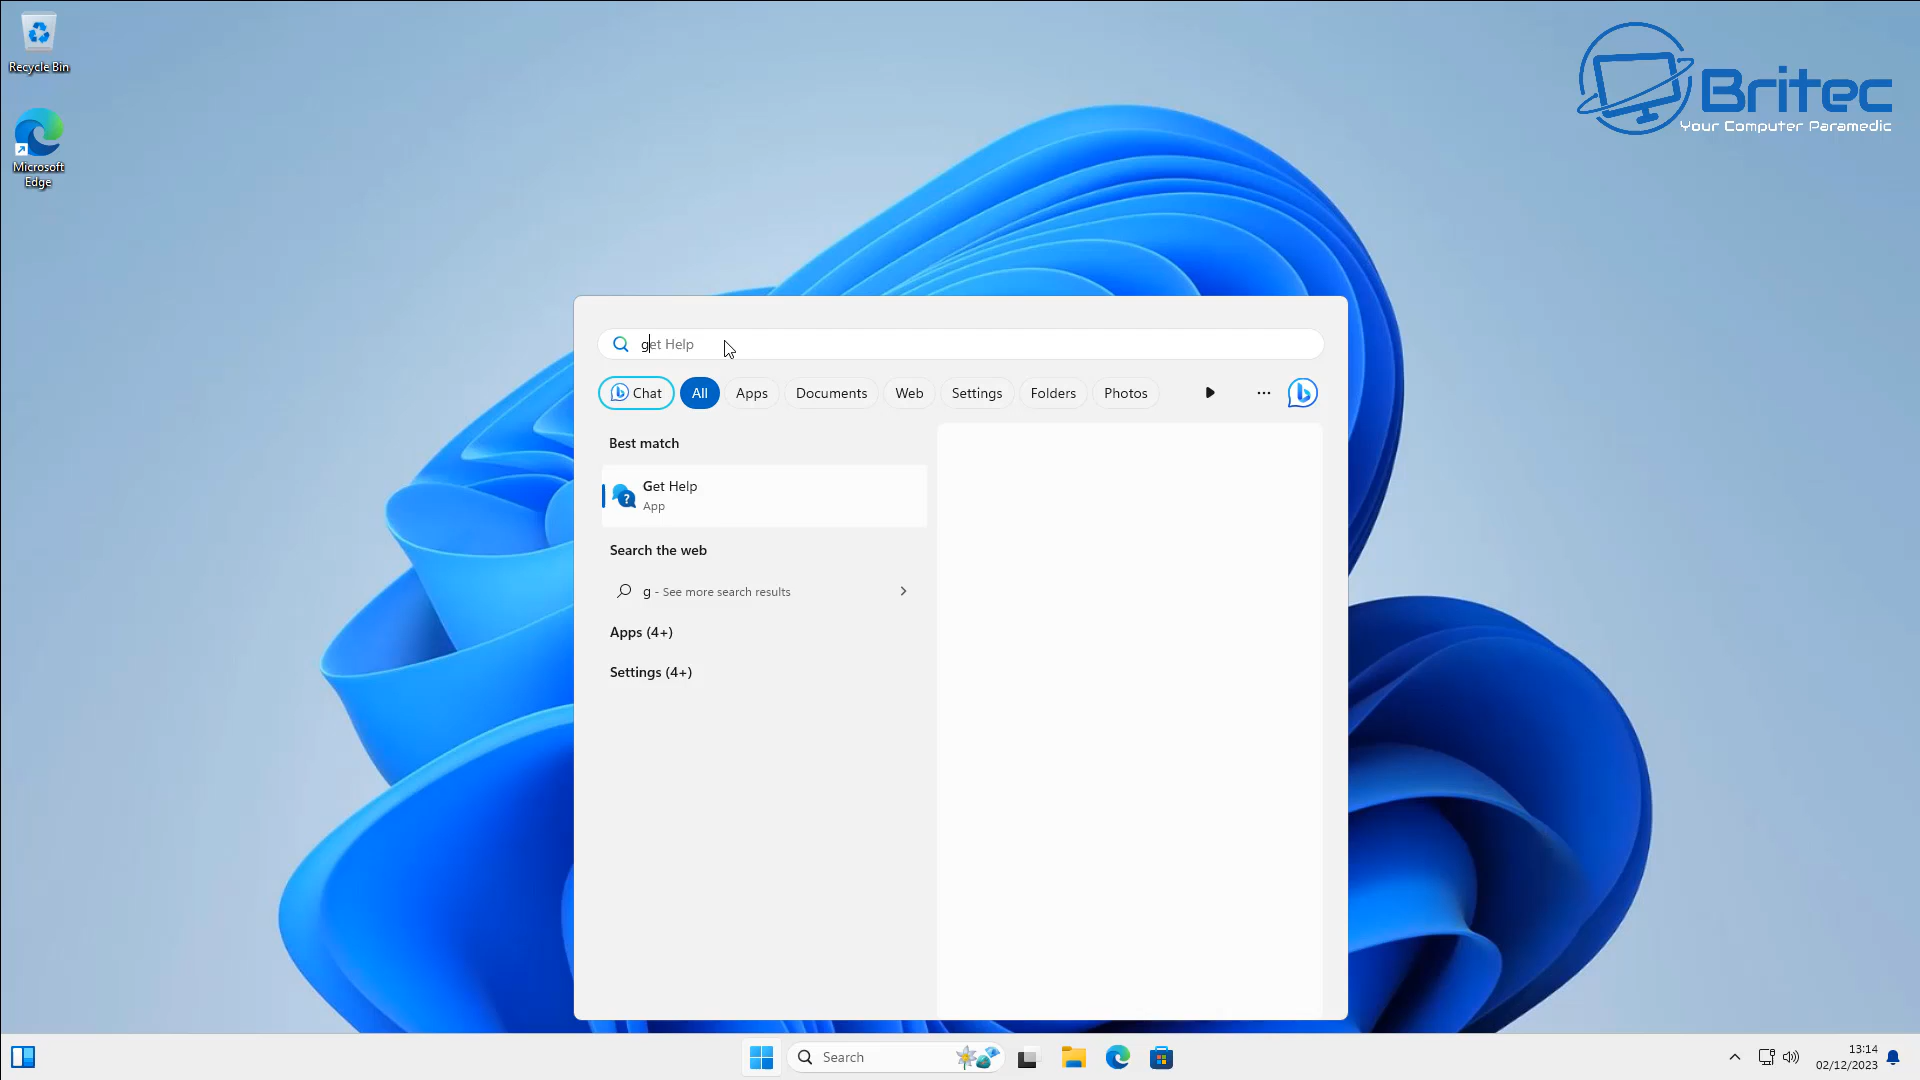 Recycle Bin
Microsoft
Edge
Britec
Your Computer Paramedic
get Help
Chat
All
Apps
Documents
Web
Settings
Folders
Photos
Best match
Get Help
App
Search the web
g - See more search results
Apps (4+)
Settings (4+)
Search
13:14
02/12/2023